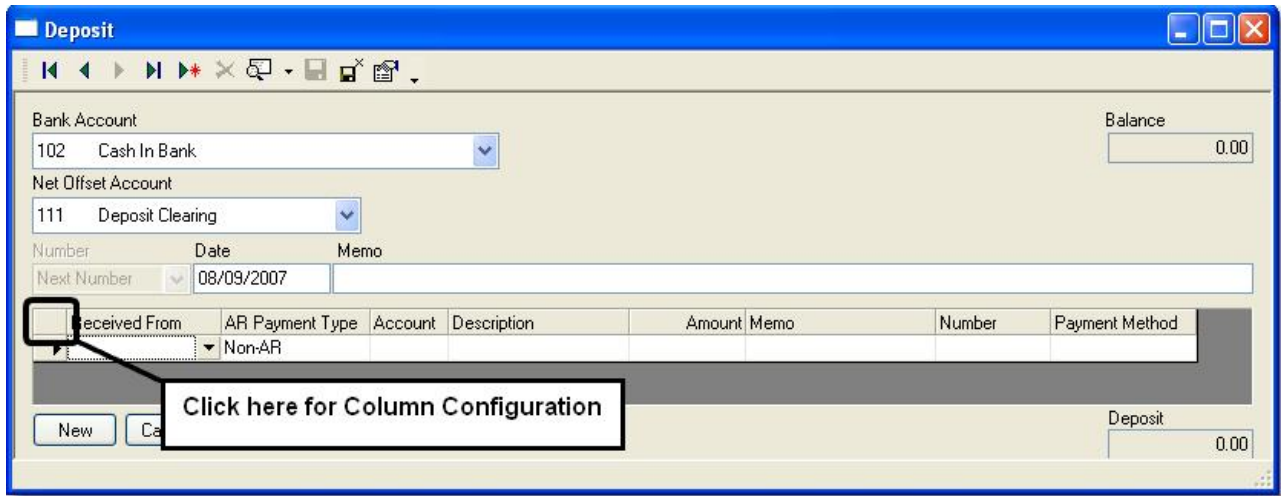 Deposit
Bank Account
Balance
102 Cash In Bank
0.00
Net Offset Account
111 Deposit Clearing
Number Date Memo
Next Number 08/09/2007
Received From AR Payment Type Account Description Amount Memo Number Payment Method
Non-AR
Click here for Column Configuration
New
Deposit
0.00